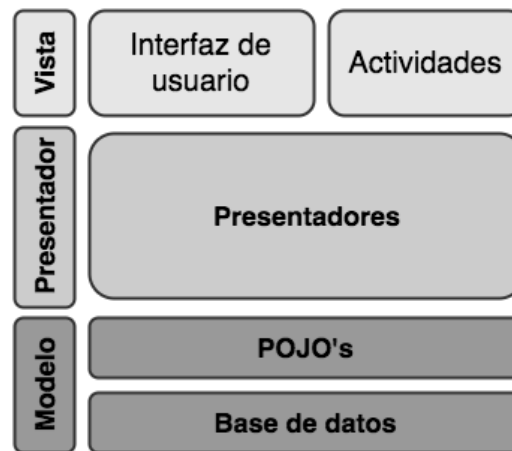 Vista
Interfaz de
usuario
Actividades
Presentador
Presentadores
Modelo
POJO's
Base de datos